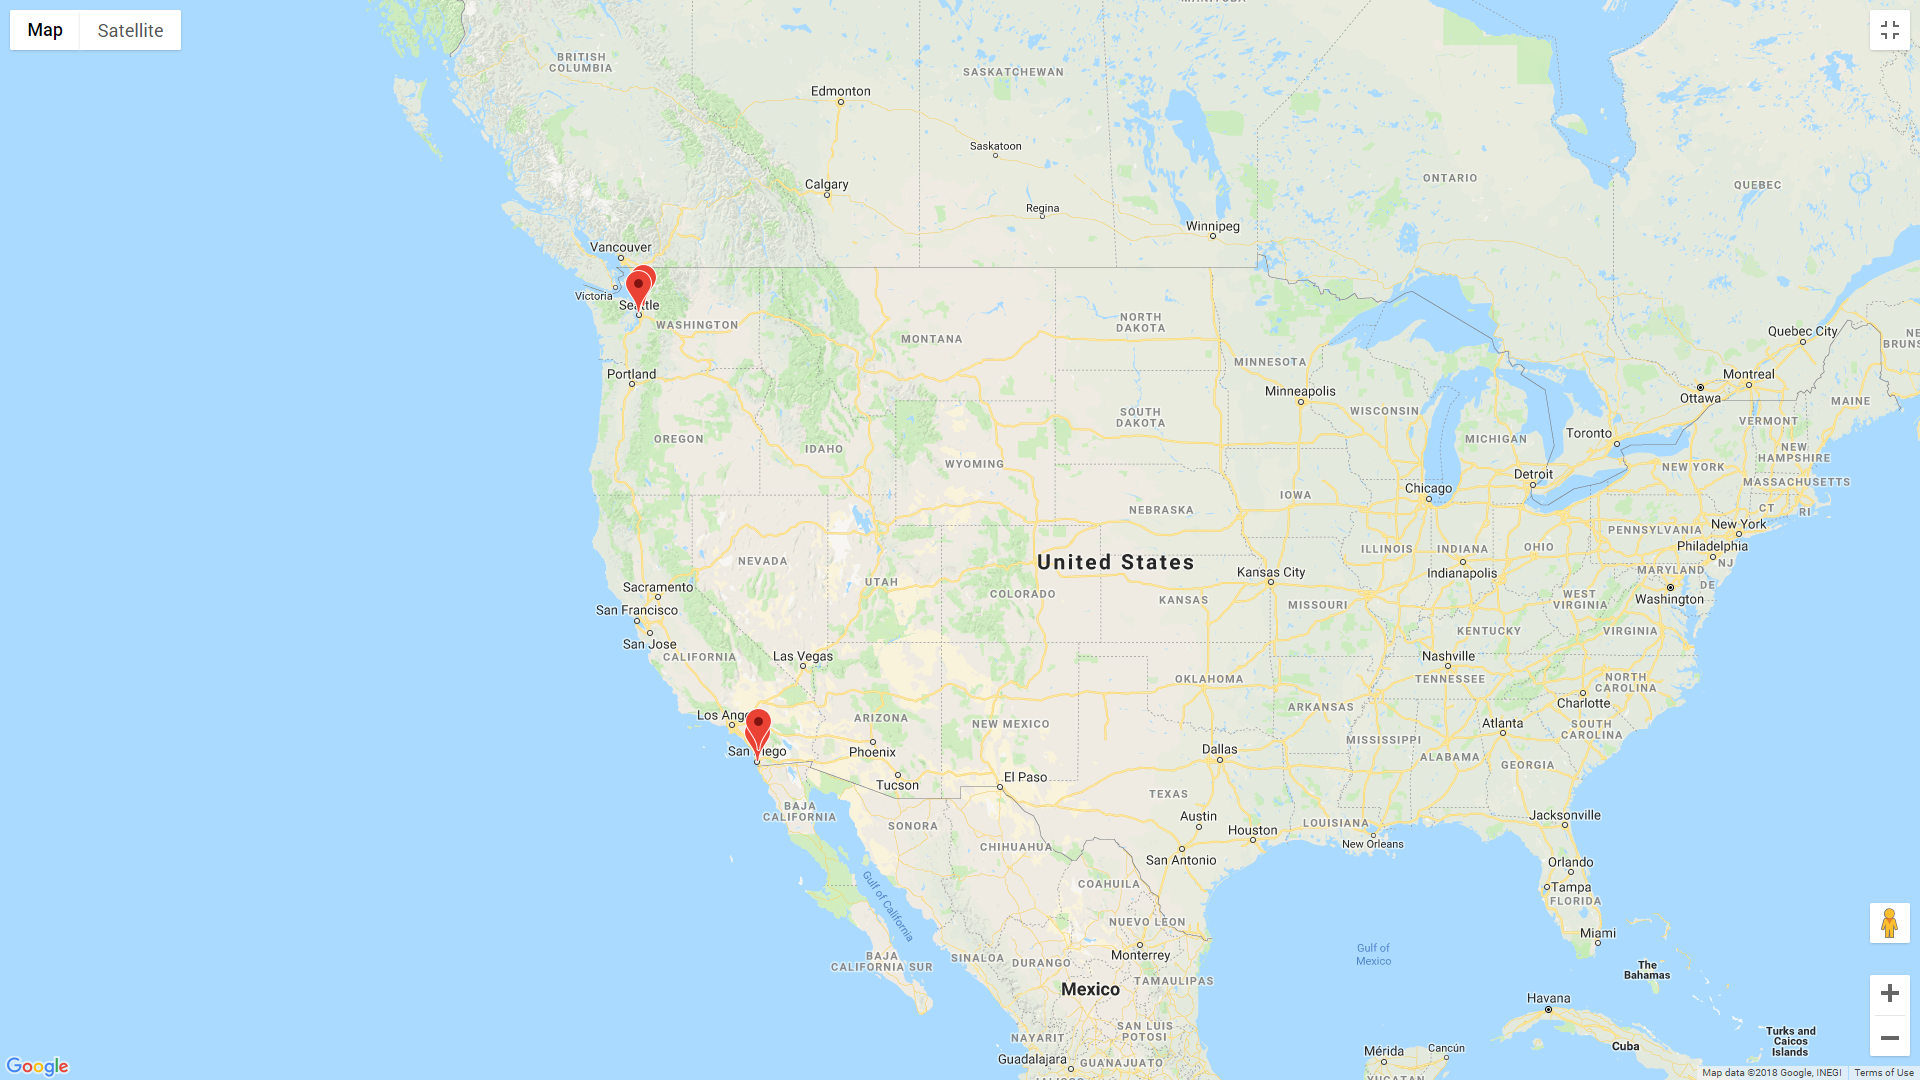 Map
Satellite
MANITOBA
BRITISH
COLUMBIA
SASKATCHEWAN
Edmonton
Saskatoon
ONTARIO
QUEBEC
Calgary
Regina
Winnipeg
Vancouver
Victoria
WASHINGTON
NORTH
DAKOTA
MONTANA
Quebec City
MINNESOTA
Portland
Montreal
Minneapolis
Ottawa
MAINE
SOUTH
DAKOTA
WISCONSIN
VERMONT
Toronto
OREGON
MICHIGAN
IDAHO
NEW
HAMPSHIRE
WYOMING
NEW YORK
Detroit
MASSACHUSETTS
Chicago
IOWA
CT
RI
NEBRASKA
New York
PENNSYLVANIA
Philadelphia
ILLINOIS
INDIANA
OHIO
NEVADA
United States
NJ
Kansas City
Indianapolis
MARYLAND
UTAH
DE
Sacramento
COLORADO
KANSAS
MISSOURI
WEST
VIRGINIA
Washington
San Francisco
KENTUCKY
VIRGINIA
San Jose
CALIFORNIA
Las Vegas
Nashville
OKLAHOMA
TENNESSEE
NORTH
CAROLINA
ARKANSAS
Charlotte
ARIZONA
NEW MEXICO
Atlanta
SOUTH
CAROLINA
MISSISSIPPI
Phoenix
Dallas
ALABAMA
GEORGIA
El Paso
Tucson
TEXAS
BAJA
CALIFORNIA
SONORA
Austin
LOUISIANA
Jacksonville
Houston
CHIHUAHUA
New Orleans
San Antonio
Orlando
COAHUILA
Tampa
FLORIDA
Gulf of California
NUEVO LEON
Miami
Gulf of
Mexico
Monterrey
BAJA
CALIFORNIA SUR
SINALOA
DURANGO
The
Bahamas
TAMAULIPAS
Mexico
Havana
SAN LUIS
POTOSI
Turks and
Caicos
Islands
NAYARIT
Cuba
Mérida
Cancún
Guadalajara
GUANAJUATO
Google
Map data ©2018 Google, INEGI
Terms of Use